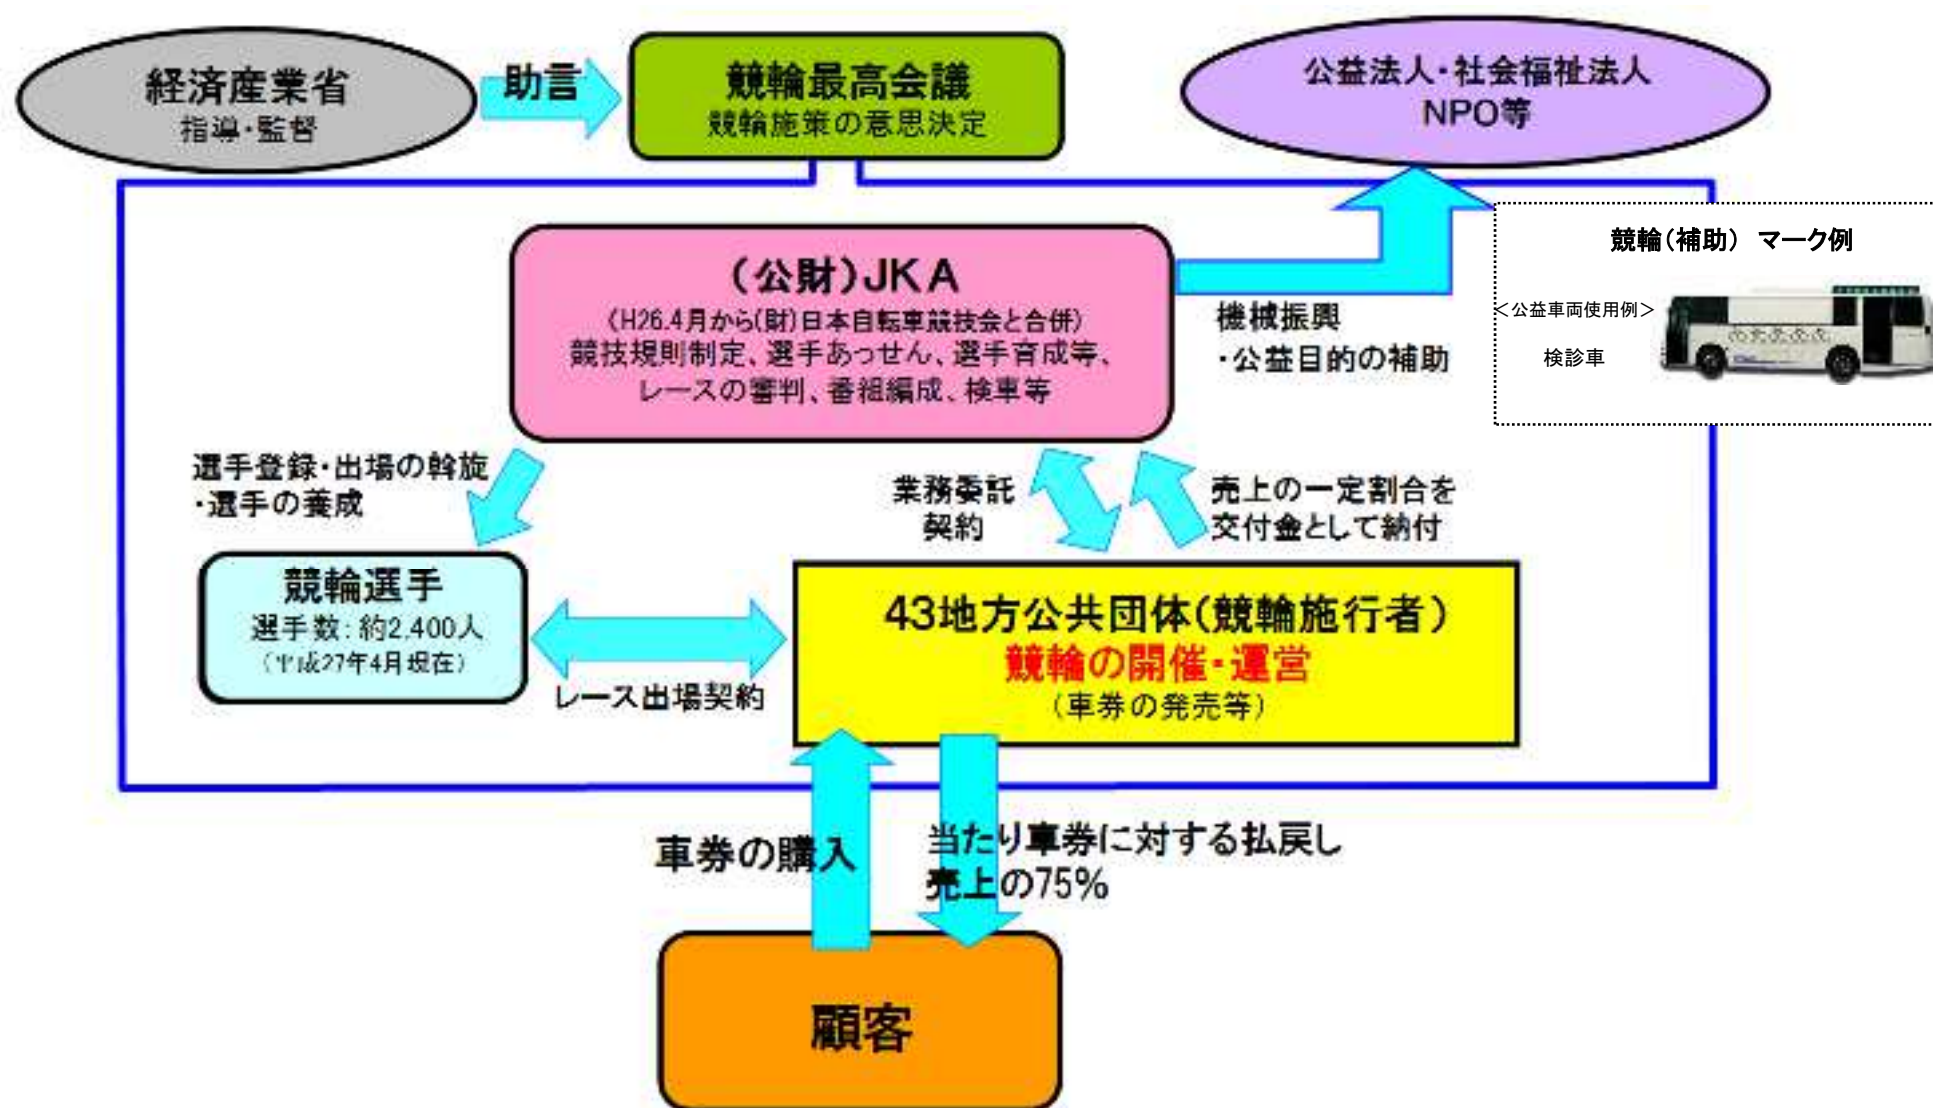 経済産業省
指導・監督
助言
競輪最高会議
競輪施策の意思決定
公益法人・社会福祉法人
NPO等
(公財)JKA
(H26.4月から(財)日本自転車競技会と合併)
競技規則制定、選手あっせん、選手育成等、
レースの審判、番組編成、検車等
機械振興
・公益目的の補助
競輪(補助) マーク例
<公益車両使用例>
検診車
選手登録・出場の斡旋
・選手の養成
業務委託
契約
売上の一定割合を
交付金として納付
競輪選手
選手数:約2,400人
(平成27年4月現在)
レース出場契約
43地方公共団体(競輪施行者)
競輪の開催・運営
(車券の発売等)
車券の購入
当たり車券に対する払戻し
売上の75%
顧客